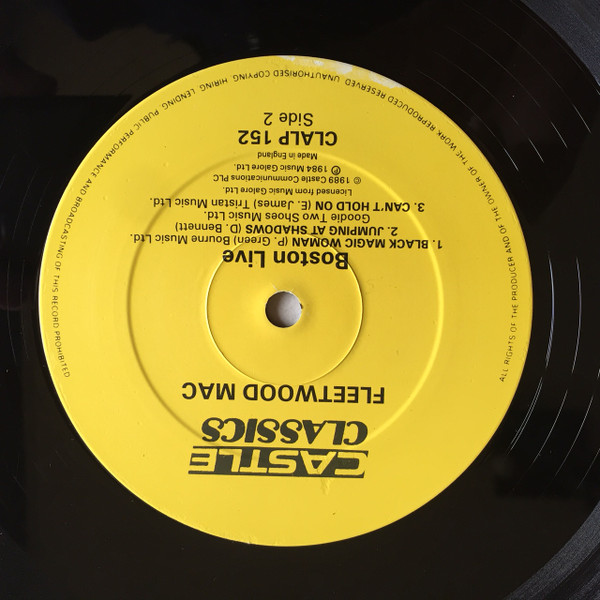 CASTLE
CLASSICS
FLEETWOOD MAC
Boston Live
1. BLACK MAGIC WOMAN (P. Green) Bourne Music Ltd.
2. JUMPING AT SHADOWS (D. Bennett)
Goodie Two Shoes Music Ltd.
3. CAN'T HOLD ON (E. James) Tristan Music Ltd.
Licensed from Music Galore Ltd.
© 1989 Castle Communications PLC
℗ 1984 Music Galore Ltd.
Made in England
CLALP 152
Side 2
ALL RIGHTS OF THE PRODUCER AND OF THE OWNER OF THE WORK REPRODUCED RESERVED. UNAUTHORISED COPYING, HIRING, LENDING, PUBLIC PERFORMANCE AND BROADCASTING OF THIS RECORD PROHIBITED